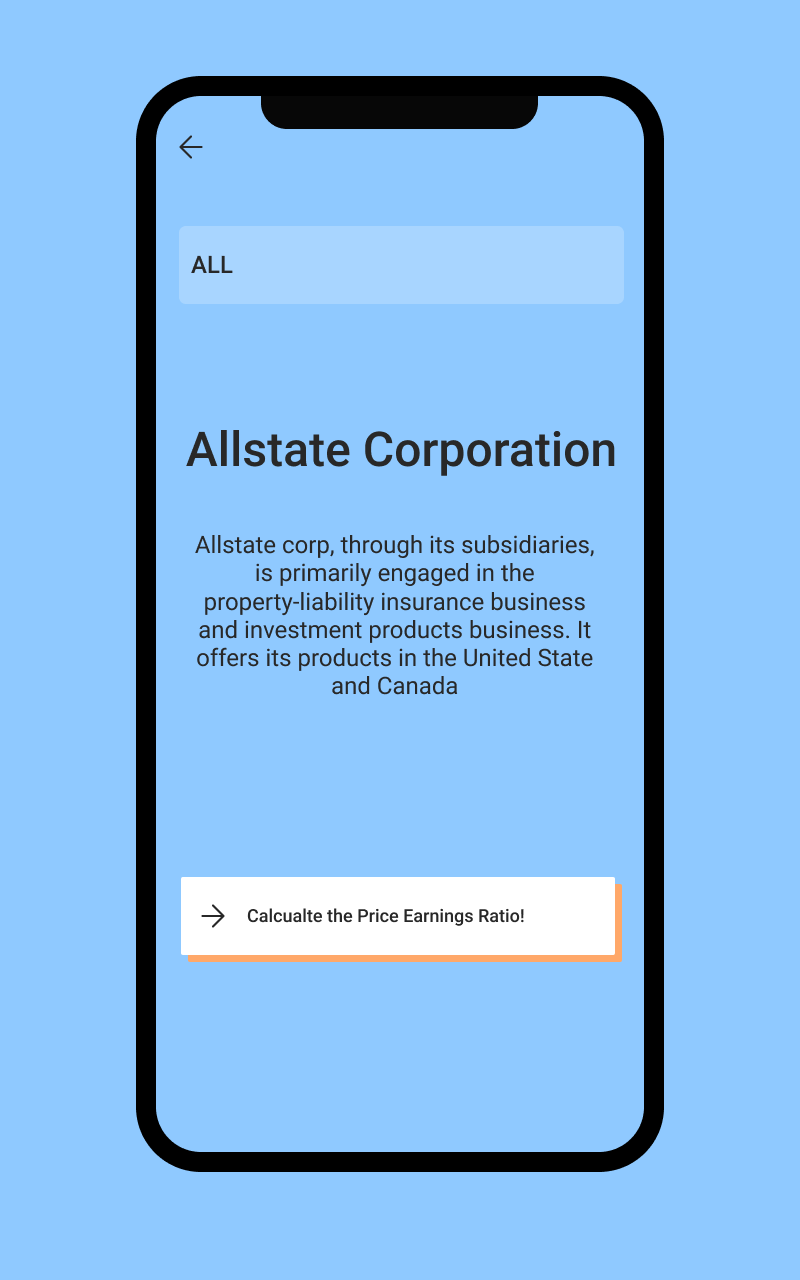 ALL
Allstate Corporation
Allstate corp, through its subsidiaries,
is primarily engaged in the
property-liability insurance business
and investment products business. It
offers its products in the United State
and Canada
Calcualte the Price Earnings Ratio!